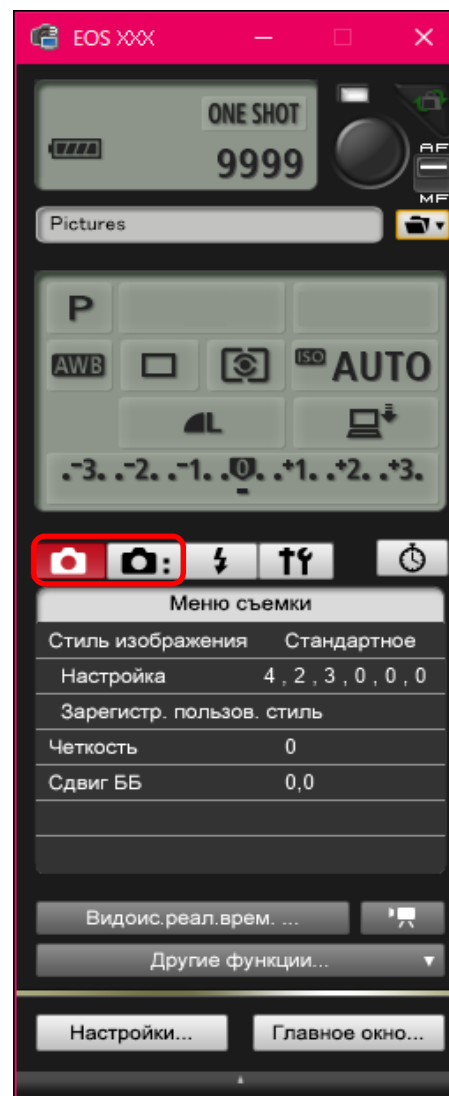 EOS XXX
ONE SHOT
9999
AF
MF
Pictures
P
AWB ISO AUTO
L
.-3. .-2. .-1. .0. .+1. .+2. .+3.
Меню съемки
Стиль изображения Стандартное
Настройка 4 , 2 , 3 , 0 , 0 , 0
Зарегистр. пользов. стиль
Четкость 0
Сдвиг ББ 0,0
Видоис.реал.врем. ...
Другие функции...
Настройки... Главное окно...